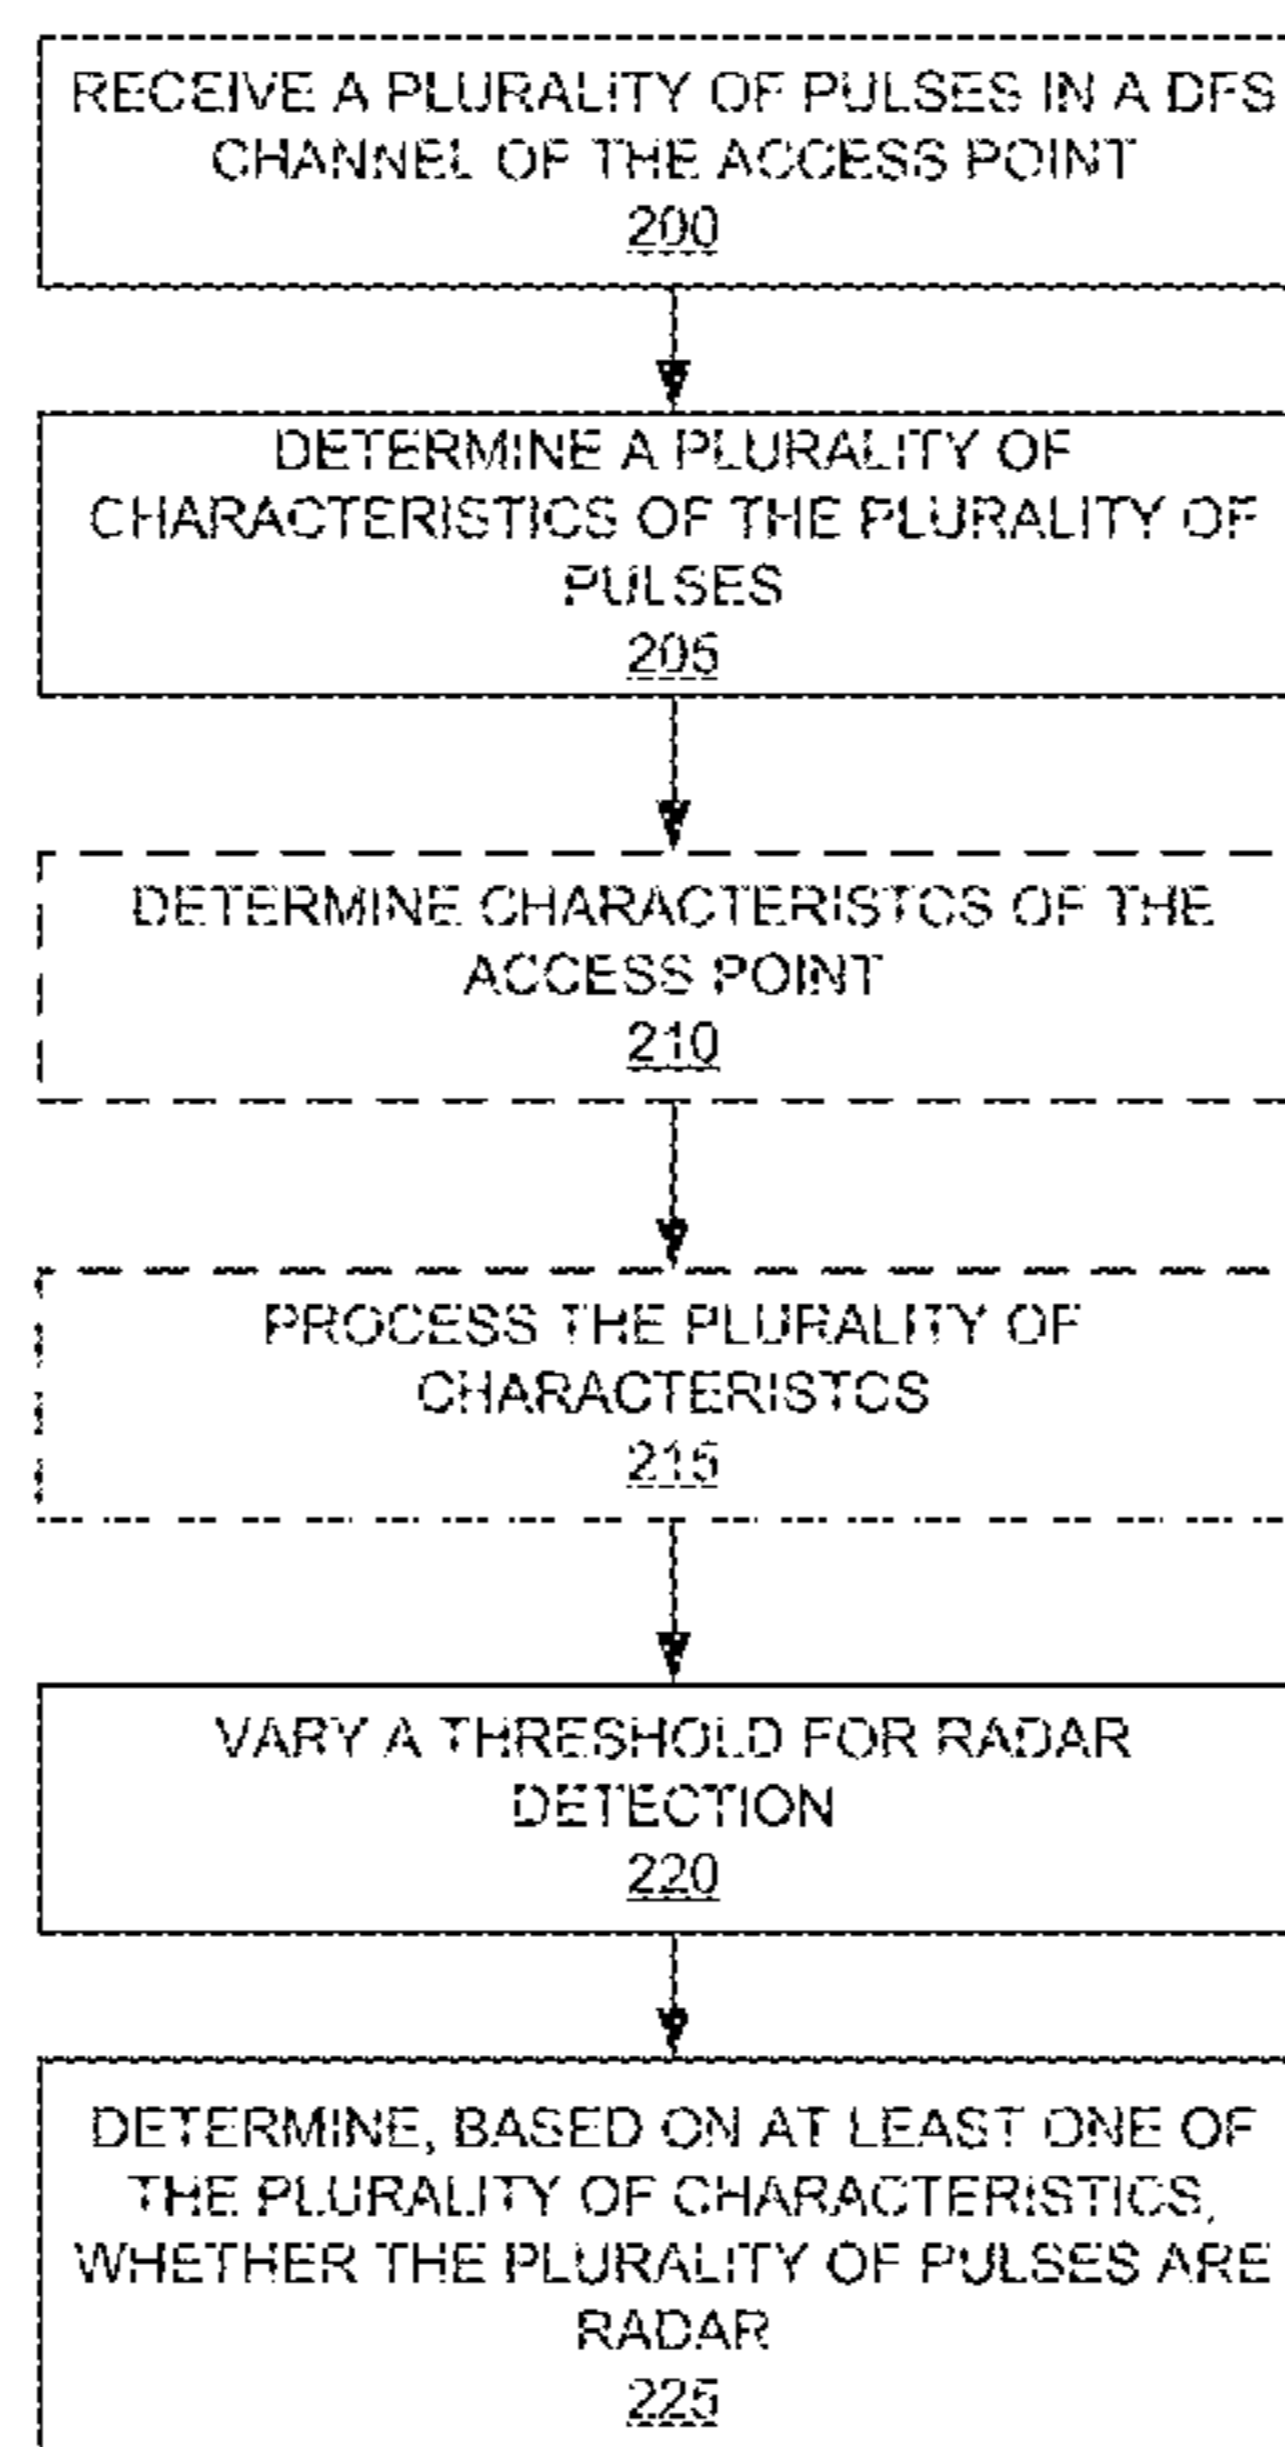 RECEIVE A PLURALITY OF PULSES IN A DFS
CHANNEL OF THE ACCESS POINT
200
DETERMINE A PLURALITY OF
CHARACTERISTICS OF THE PLURALITY OF
PULSES
205
DETERMINE CHARACTERISTCS OF THE
ACCESS POINT
210
PROCESS THE PLURALITY OF
CHARACTERISTCS
215
VARY A THRESHOLD FOR RADAR
DETECTION
220
DETERMINE, BASED ON AT LEAST ONE OF
THE PLURALITY OF CHARACTERISTICS,
WHETHER THE PLURALITY OF PULSES ARE
RADAR
225